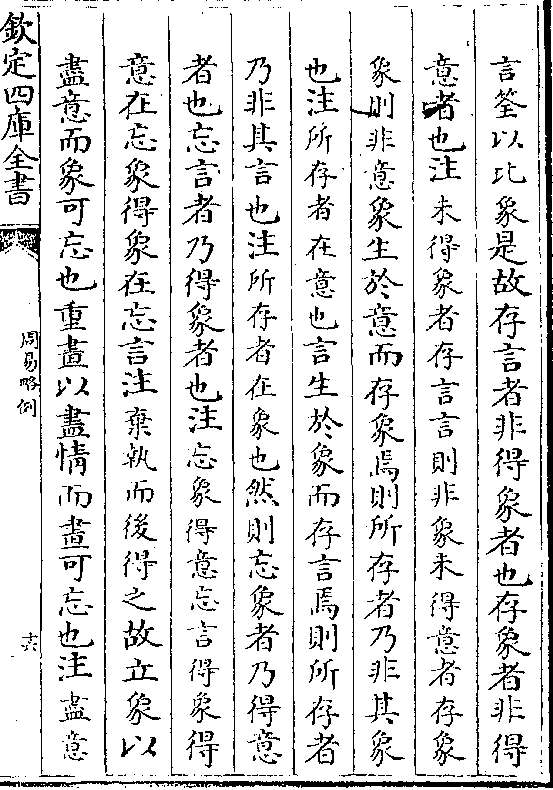 言筌以比象是故存言者非得象者也存象者非得
意者也注未得象者存言言則非象未得意者存象
象則非意象生於意而存象焉則所存者乃非其象
也注所存者在意也言生於象而存言焉則所存者
乃非其言也注所存者在象也然則忘象者乃得意
者也忘言者乃得象者也注忘象得意忘言得象得
意在忘象得象在忘言注棄執而後得之故立象以
盡意而象可忘也重畫以盡情而畫可忘也注盡意
欽定四庫全書
周易略例
十六